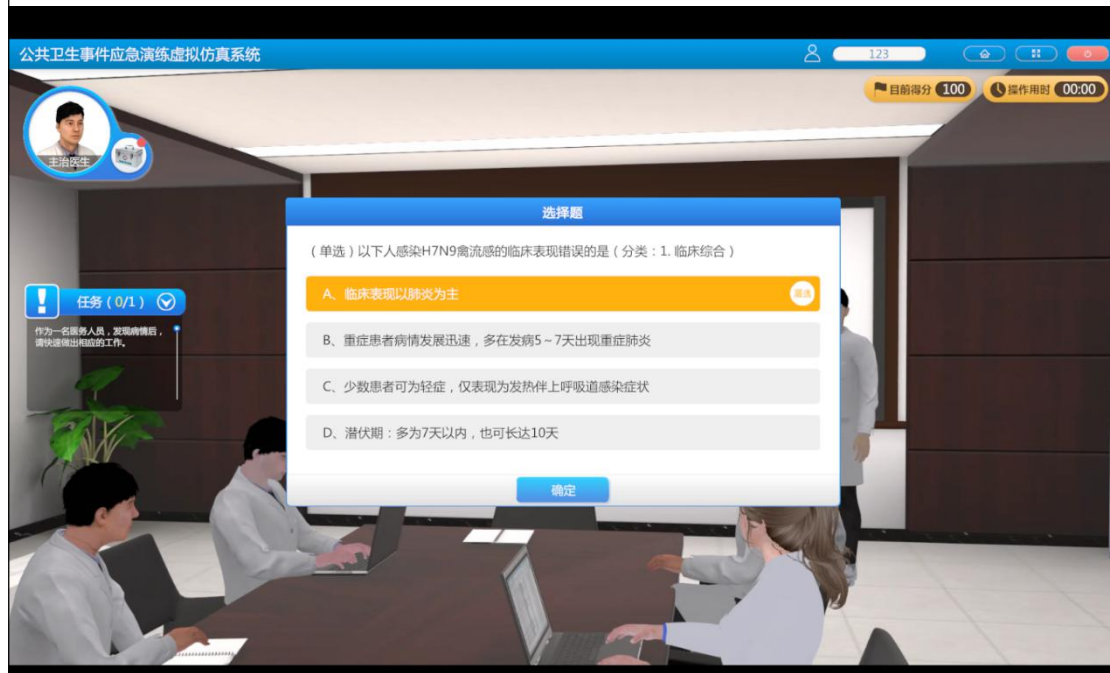 公共卫生事件应急演练虚拟仿真系统
123
目前得分 100
操作用时 00:00
主治医生
选择题
（单选）以下人感染H7N9禽流感的临床表现错误的是（分类：1. 临床综合）
A、临床表现以肺炎为主
B、重症患者病情发展迅速，多在发病5~7天出现重症肺炎
C、少数患者可为轻症，仅表现为发热伴上呼吸道感染症状
D、潜伏期：多为7天以内，也可长达10天
确定
任务（0/1）
作为一名医务人员，发现病情后，
请快速做出相应的工作。